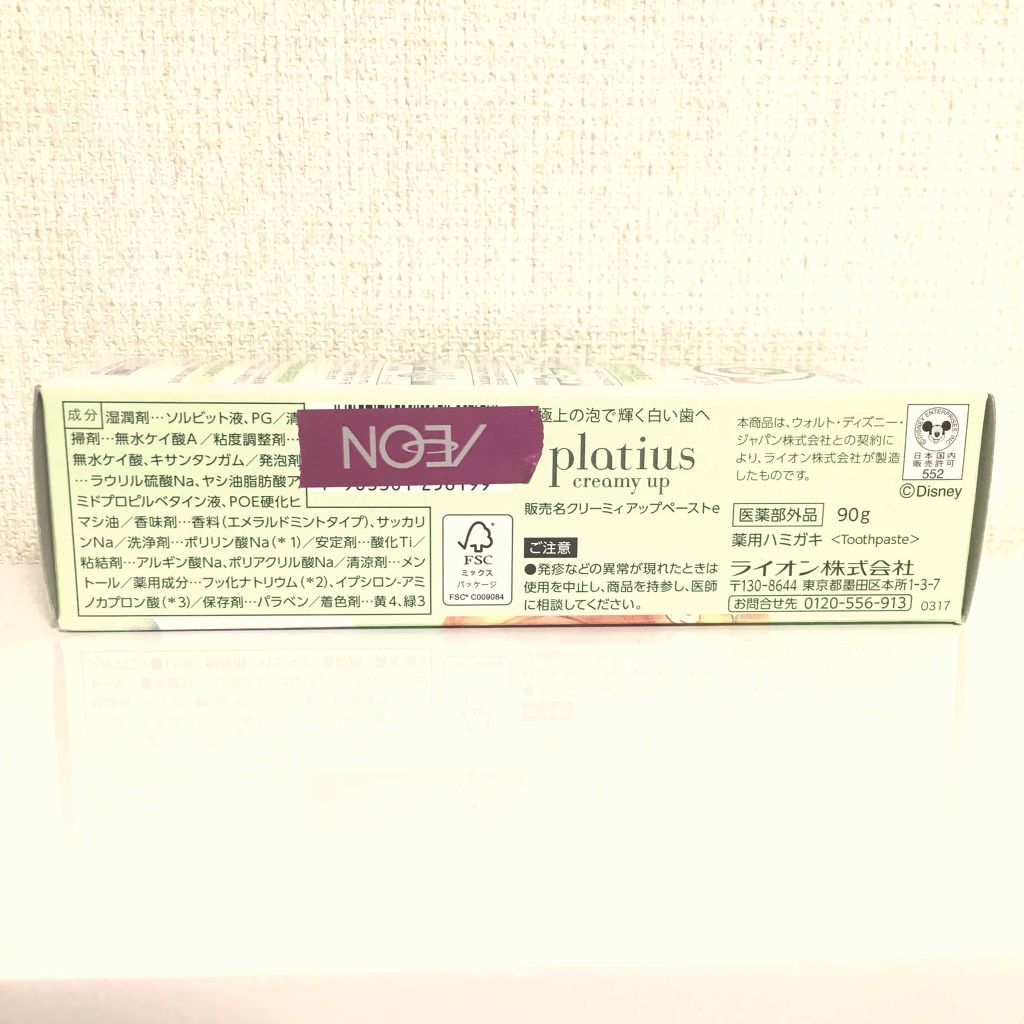 成分 湿潤剤…ソルビット液、PG／清
掃剤…無水ケイ酸A／粘度調整剤…
無水ケイ酸、キサンタンガム／発泡剤
…ラウリル硫酸Na、ヤシ油脂肪酸ア
ミドプロピルベタイン液、POE硬化ヒ
マシ油／香味剤…香料(エメラルドミントタイプ)、サッカリ
ンNa／洗浄剤…ポリリン酸Na(＊1)／安定剤…酸化Ti／
粘結剤…アルギン酸Na、ポリアクリル酸Na／清涼剤…メン
トール／薬用成分…フッ化ナトリウム(＊2)、イプシロン-アミ
ノカプロン酸(＊3)／保存剤…パラベン／着色剤…黄4、緑3
AEON
FSC
ミックス
パッケージ
FSC® C009084
極上の泡で輝く白い歯へ
platius
creamy up
販売名クリーミィアップペーストe
ご注意
●発疹などの異常が現れたときは
使用を中止し、商品を持参し、医師
に相談してください。
本商品は、ウォルト・ディズニー・
ジャパン株式会社との契約に
より、ライオン株式会社が製造
したものです。
©DISNEY ENTERPRISES, INC.
日本国内
販売許可
552
©Disney
医薬部外品 90g
薬用ハミガキ <Toothpaste>
ライオン株式会社
〒130-8644 東京都墨田区本所1-3-7
お問合せ先 0120-556-913 0317